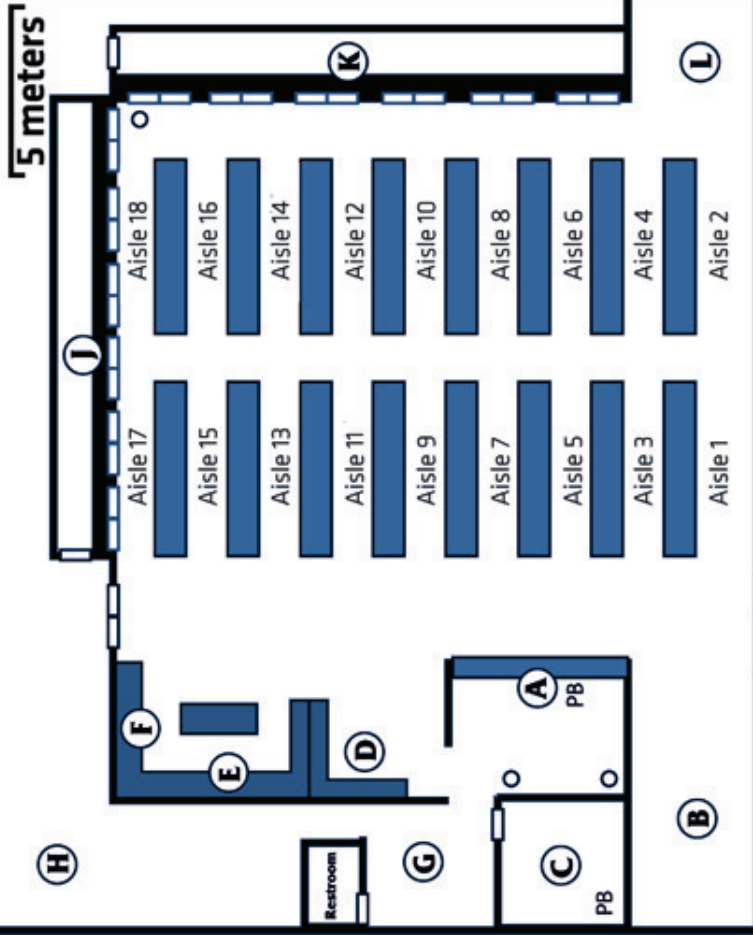 5 meters
H
J
F
Aisle 17
Aisle 18
Aisle 15
Aisle 16
E
Aisle 13
Aisle 14
Restroom
K
D
Aisle 11
Aisle 12
G
Aisle 9
Aisle 10
Aisle 7
Aisle 8
C
A
PB
Aisle 5
Aisle 6
PB
Aisle 3
Aisle 4
B
L
Aisle 1
Aisle 2